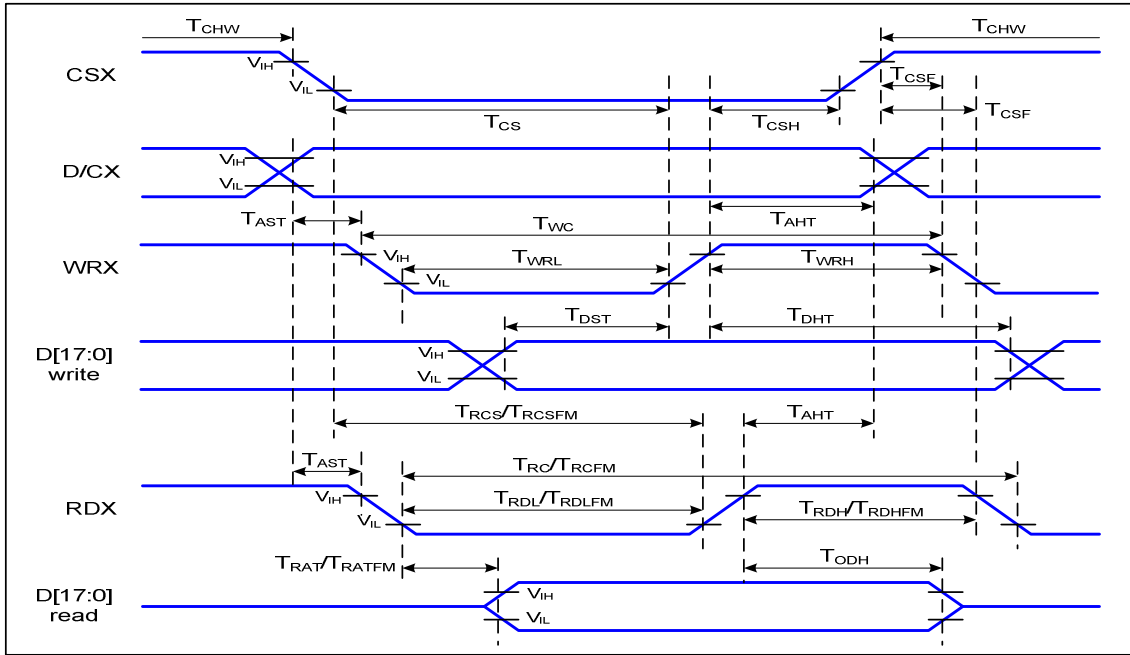 TCHW TCHW
VIH
CSX TCSF
VIL
TCS TCSH TCSF
VIH
D/CX
VIL
TAST TAHT
TWC
VIH
WRX TWRL TWRH
VIL
TDST TDHT
D[17:0] VIH
write VIL
TRCS/TRCSFM TAHT
TAST TRC/TRCFM
VIH TRDL/TRDLFM
RDX TRDH/TRDHFM
VIL
TRAT/TRATFM TODH
VIH
D[17:0]
read VIL